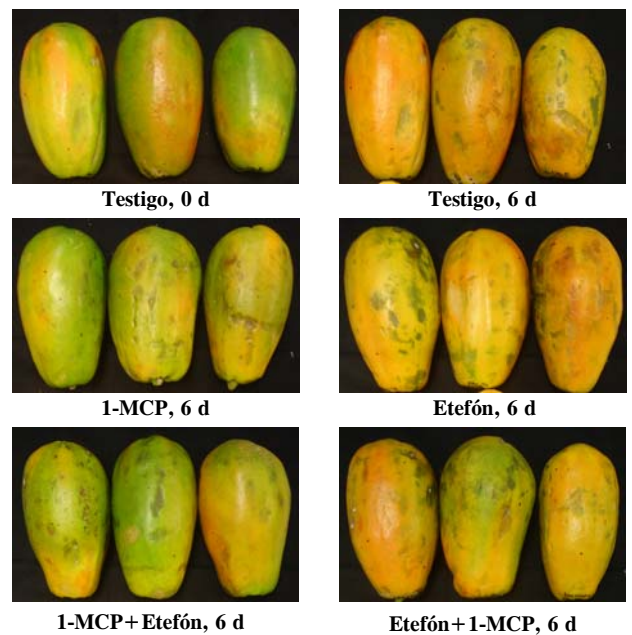 Testigo, 0 d
Testigo, 6 d
1-MCP, 6 d
Etefón, 6 d
1-MCP+Etefón, 6 d
Etefón+1-MCP, 6 d